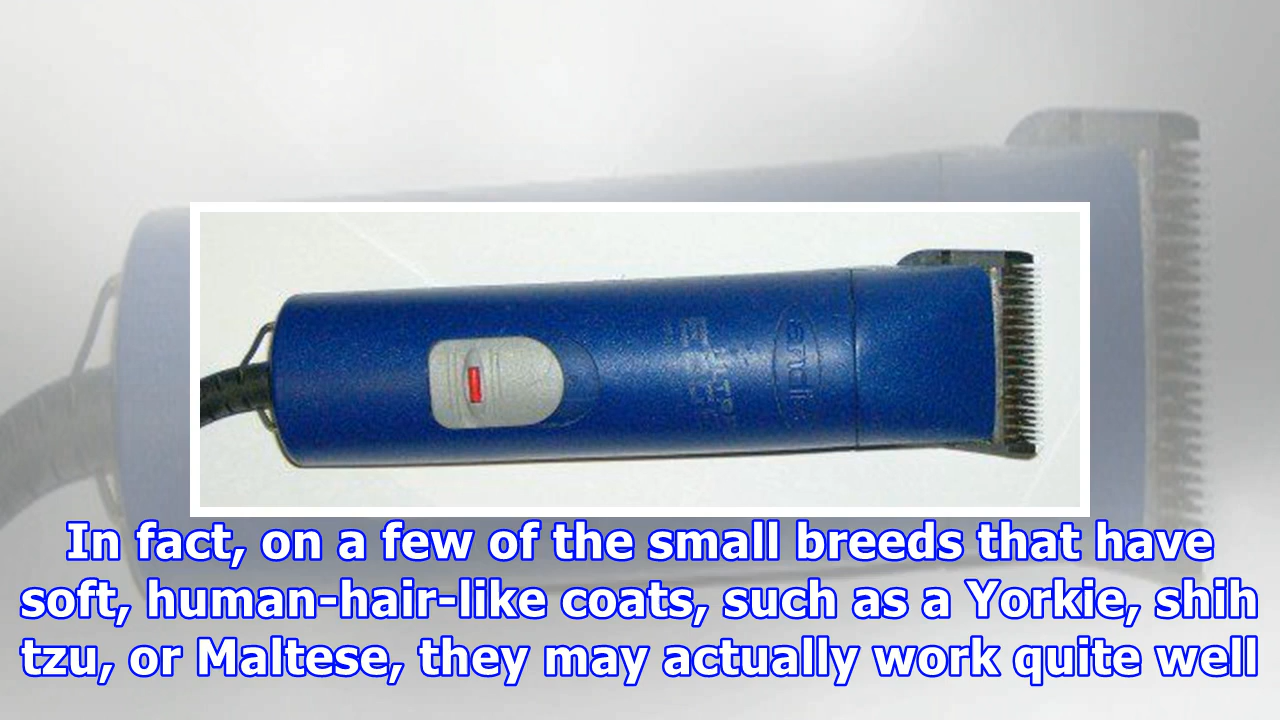 andis
In fact, on a few of the small breeds that have
soft, human-hair-like coats, such as a Yorkie, shih
tzu, or Maltese, they may actually work quite well